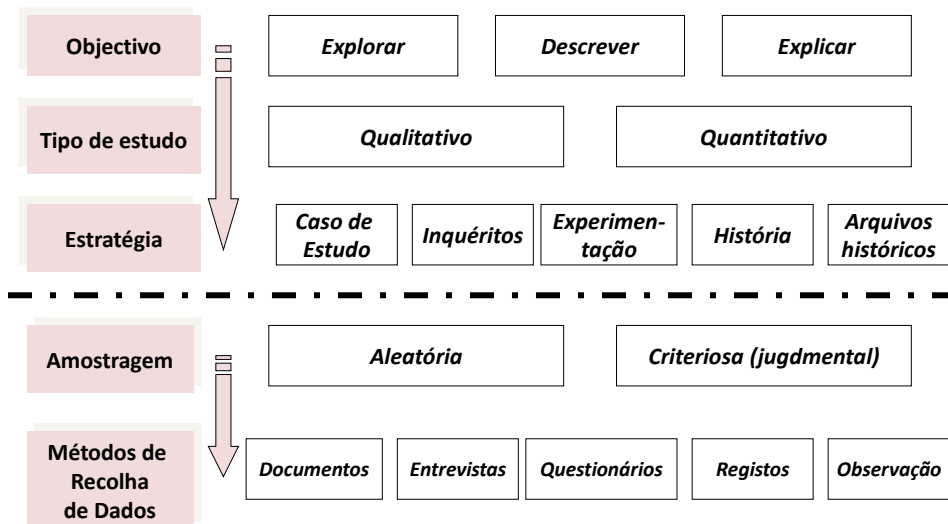 Objectivo
Explorar
Descrever
Explicar
Tipo de estudo
Qualitativo
Quantitativo
Estratégia
Caso de
Estudo
Inquéritos
Experimen-
tação
História
Arquivos
históricos
Amostragem
Aleatória
Criteriosa (jugdmental)
Métodos de
Recolha
de Dados
Documentos
Entrevistas
Questionários
Registos
Observação